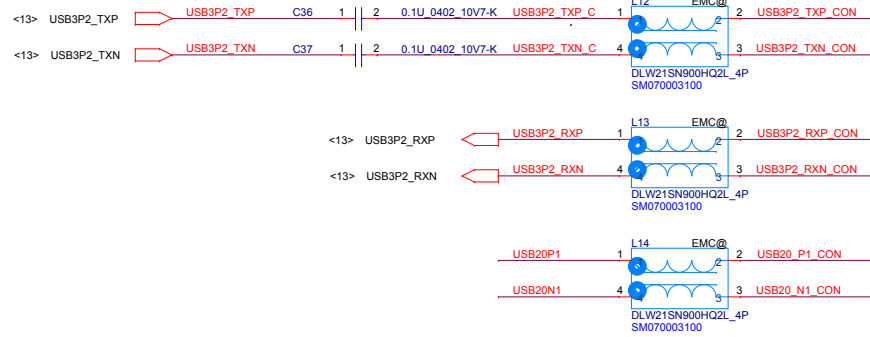 L12 EMC@
<13> USB3P2_TXP USB3P2_TXP C36 1 2 0.1U_0402_10V7-K USB3P2_TXP_C 1 2 USB3P2_TXP_CON
<13> USB3P2_TXN USB3P2_TXN C37 1 2 0.1U_0402_10V7-K USB3P2_TXN_C 4 3 USB3P2_TXN_CON
DLW21SN900HQ2L_4P
SM070003100
L13 EMC@
<13> USB3P2_RXP USB3P2_RXP 1 2 USB3P2_RXP_CON
<13> USB3P2_RXN USB3P2_RXN 4 3 USB3P2_RXN_CON
DLW21SN900HQ2L_4P
SM070003100
L14 EMC@
USB20P1 1 2 USB20_P1_CON
USB20N1 4 3 USB20_N1_CON
DLW21SN900HQ2L_4P
SM070003100